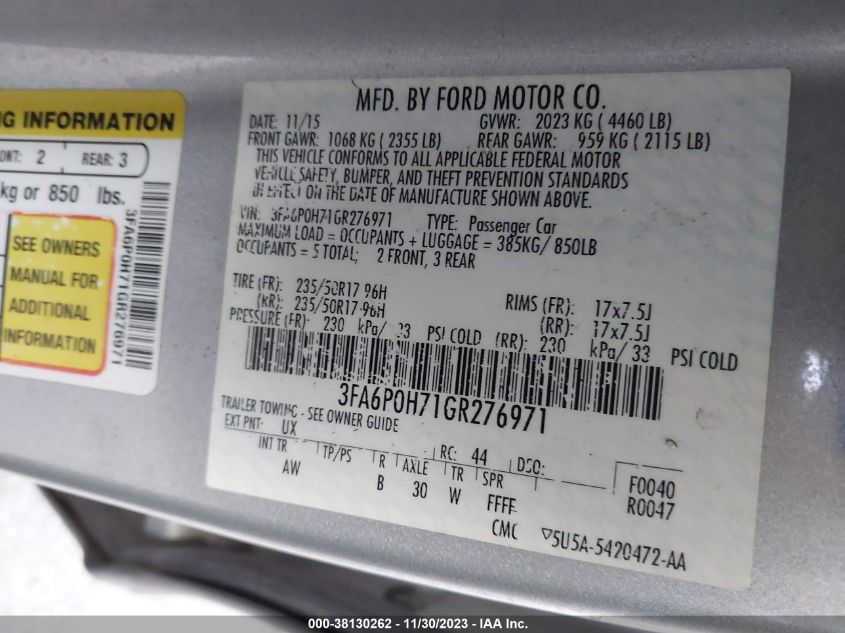 NG INFORMATION
ONT: 2 REAR: 3
kg or 850 lbs.
SEE OWNERS
MANUAL FOR
ADDITIONAL
INFORMATION
3FA6P0H71GR276971
MFD. BY FORD MOTOR CO.
DATE: 11/15 GVWR: 2023 KG ( 4460 LB)
FRONT GAWR: 1068 KG ( 2355 LB) REAR GAWR: 959 KG ( 2115 LB)
THIS VEHICLE CONFORMS TO ALL APPLICABLE FEDERAL MOTOR
VEHICLE SAFETY, BUMPER, AND THEFT PREVENTION STANDARDS
IN EFFECT ON THE DATE OF MANUFACTURE SHOWN ABOVE.
VIN: 3FA6P0H71GR276971 TYPE: Passenger Car
MAXIMUM LOAD = OCCUPANTS + LUGGAGE = 385KG/ 850LB
OCCUPANTS = 5 TOTAL; 2 FRONT, 3 REAR
TIRE (FR): 235/50R17 96H RIMS (FR): 17x7.5J
(RR): 235/50R17 96H (RR): 17x7.5J
PRESSURE (FR): 230 kPa/ 33 PSI COLD (RR): 230 kPa/ 33 PSI COLD
3FA6P0H71GR276971
TRAILER TOWING - SEE OWNER GUIDE
EXT PNT: UX RC: 44 DSO: F0040
INT TR TP/PS R AXLE TR SPR R0047
AW B 30 W FFFF
CMC ▽5U5A-5420472-AA
000-38130262 - 11/30/2023 - IAA Inc.